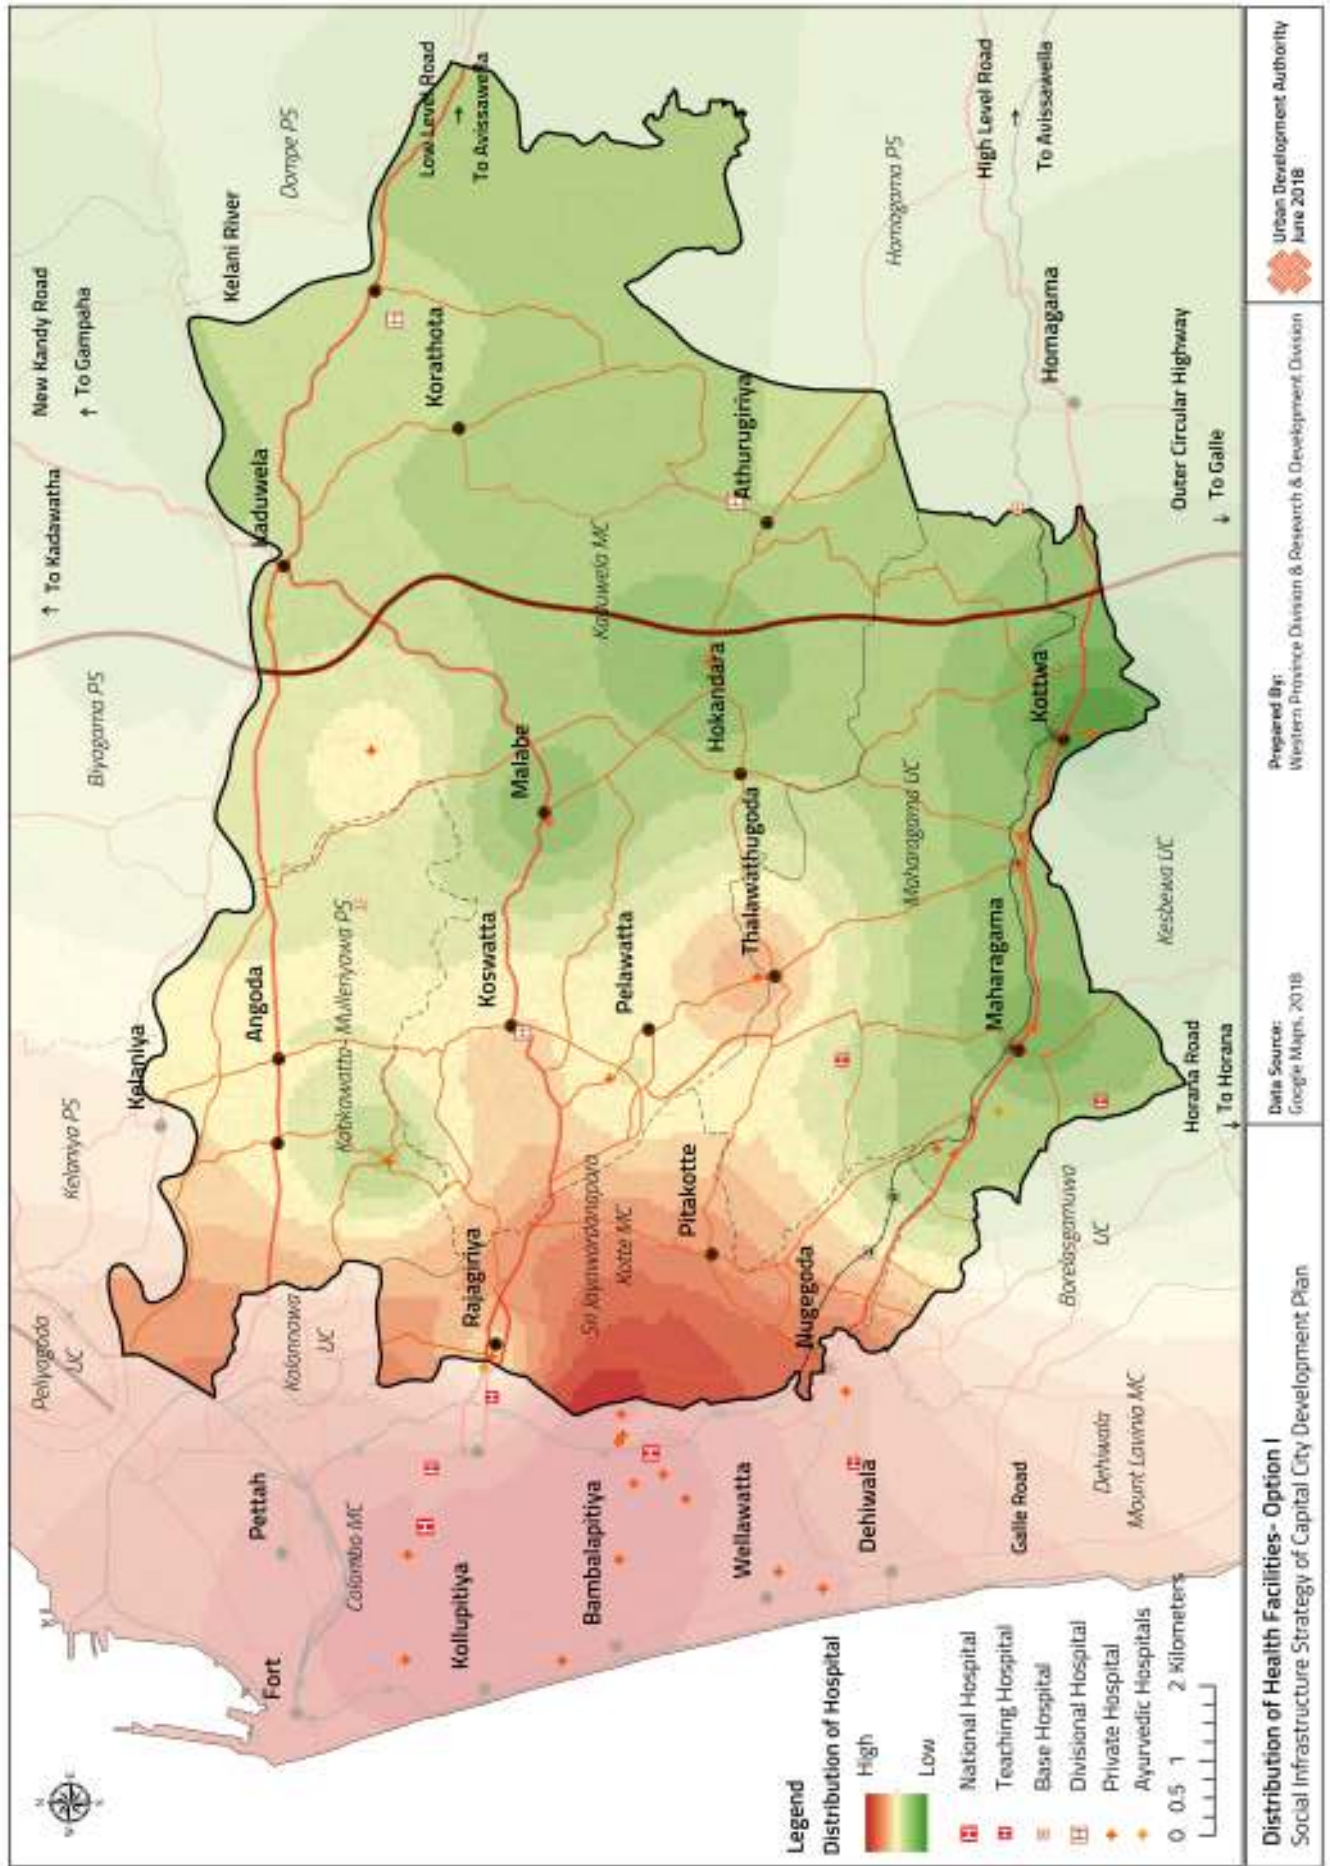 New Kandy Road
↑ To Gampaha
↑ To Kadawatha
Kelani River
Dompe PS
Low Level Road
→
To Avissawella
Biyagama PS
Kelaniya PS
Peliyagoda
UC
Kelaniya
Kaduwela
Angoda
Korathota
Kotikawatta- Mulleriyawa PS
Kolonnawa
UC
Pettah
Fort
Colombo MC
Kollupitiya
Rajagiriya
Koswatta
Malabe
Kaduwela MC
Pelawatta
Sri Jayawardanapura
Kotte MC
Bambalapitiya
Pitakotte
Thalawathugoda
Hokandara
Athurugiriya
Homagama PS
High Level Road
→
To Avissawella
Homagama
Wellawatta
Nugegoda
Dehiwala
Maharagama UC
Maharagama
Kottwa
Galle Road
Boralasgamuwa
UC
Dehiwala
Mount Lavinia MC
Kesbewa UC
Horana Road
↓ To Horana
Outer Circular Highway
↓ To Galle
Legend
Distribution of Hospital
High
Low
National Hospital
Teaching Hospital
Base Hospital
Divisional Hospital
Private Hospital
Ayurvedic Hospitals
0 0.5 1 2 Kilometers
Distribution of Health Facilities- Option I
Social Infrastructure Strategy of Capital City Development Plan
Data Source:
Google Maps, 2018
Prepared By:
Western Province Division & Research & Development Division
Urban Development Authority
June 2018